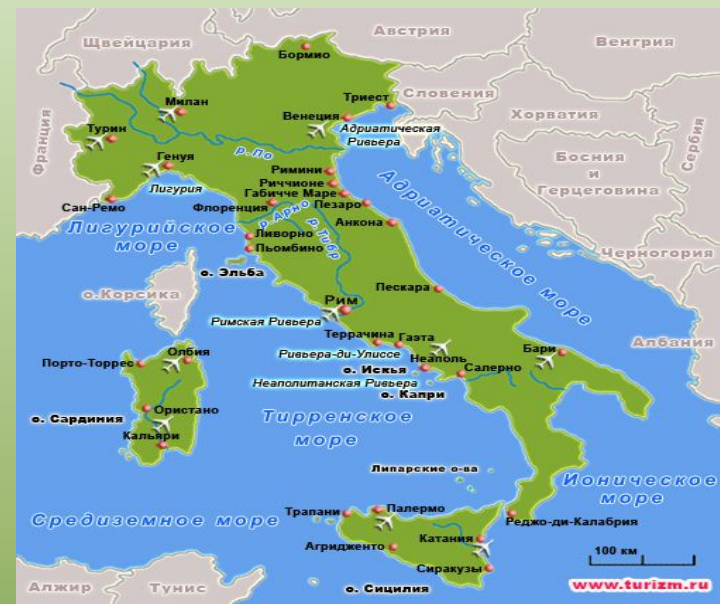 Швейцария
Австрия
Венгрия
Бормио
Словения
Триест
Милан
Венеция
Хорватия
Турин
Франция
Адриатическая
Ривьера
Сербия
Генуя
р.По
Босния
и
Герцеговина
Римини
Риччионе
Габичче Маре
Лигурия
Сан-Ремо
Флоренция
Пезаро
р.Арно
р.Тибр
Анкона
Адриатическое море
Лигурийское
море
Ливорно
Пьомбино
Черногория
о. Эльба
о.Корсика
Пескара
Рим
Римская Ривьера
Террачина
Гаэта
Албания
Ривьера-ди-Улиссе
Неаполь
Бари
Порто-Торрес
Олбия
о. Искья
Салерно
Неаполитанская Ривьера
о. Капри
Ористано
о. Сардиния
Тирренское
море
Кальяри
Липарские о-ва
Ионическое
море
Средиземное море
Трапани
Палермо
Реджо-ди-Калабрия
Катания
Агридженто
100 км
Сиракузы
Алжир
Тунис
о. Сицилия
www.turizm.ru